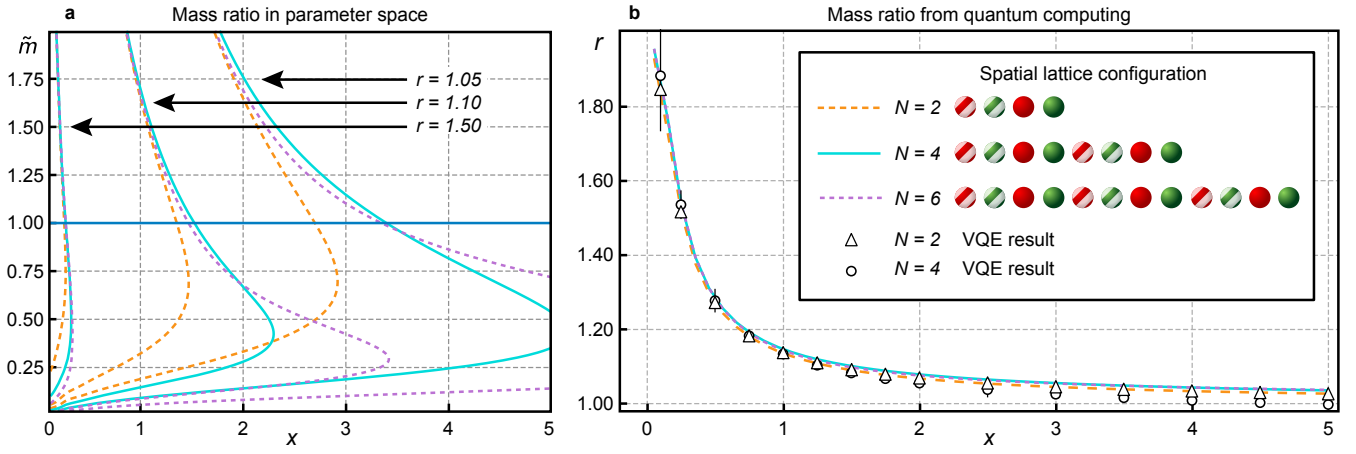 a Mass ratio in parameter space
m̃
1.75
1.50
1.00
0.75
0.50
0.25
r = 1.05
r = 1.10
r = 1.50
0 1 2 3 4 5
x
b Mass ratio from quantum computing
r
1.80
1.60
1.40
1.20
1.00
0 1 2 3 4 5
x
Spatial lattice configuration
N = 2
N = 4
N = 6
N = 2 VQE result
N = 4 VQE result